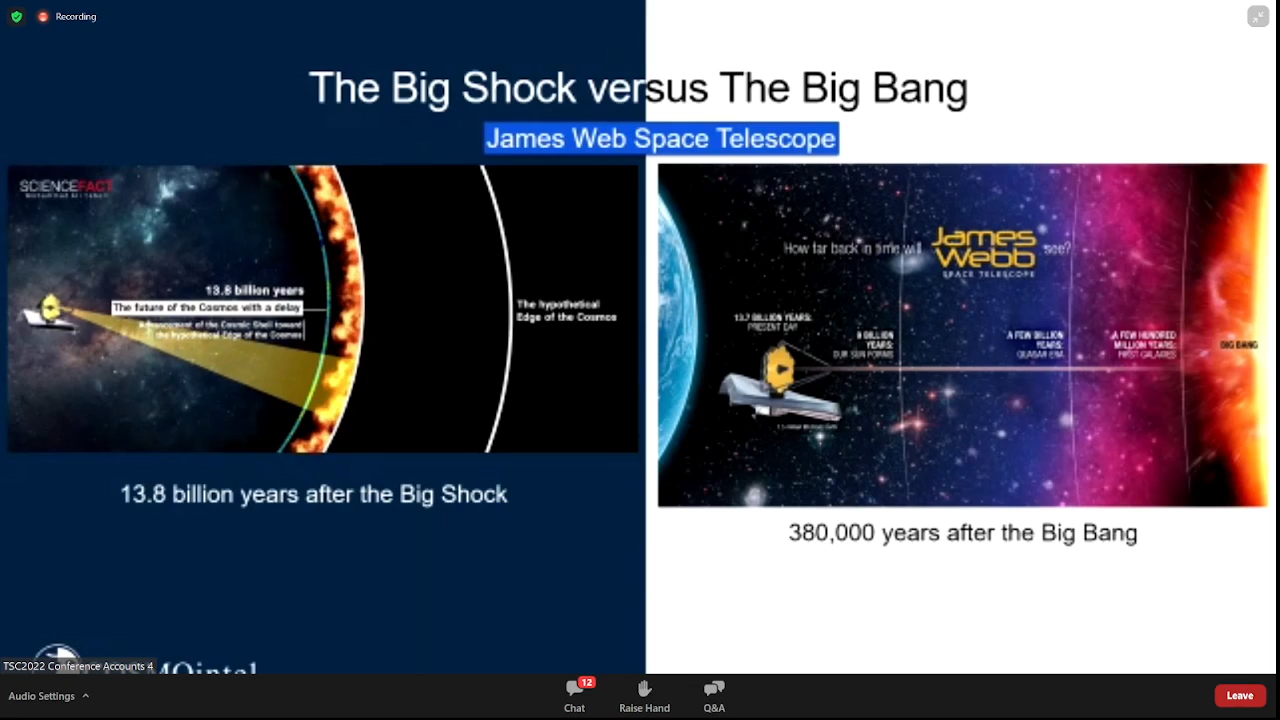 Recording
The Big Shock versus The Big Bang
James Web Space Telescope
SCIENCEFACT
13.8 billion years
The future of the Cosmos with a delay
Advancement of the Cosmic Shell toward
the hypothetical Edge of the Cosmos
The hypothetical
Edge of the Cosmos
13.8 billion years after the Big Shock
How far back in time will James Webb SPACE TELESCOPE see?
13.7 BILLION YEARS:
PRESENT DAY
BILLION
YEARS:
OUR SUN FORMS
A FEW BILLION
YEARS:
QUASAR ERA
A FEW HUNDRED
MILLION YEARS:
FIRST GALAXIES
BIG BANG
380,000 years after the Big Bang
TSC2022 Conference Accounts 4
Audio Settings
12
Chat
Raise Hand
Q&A
Leave